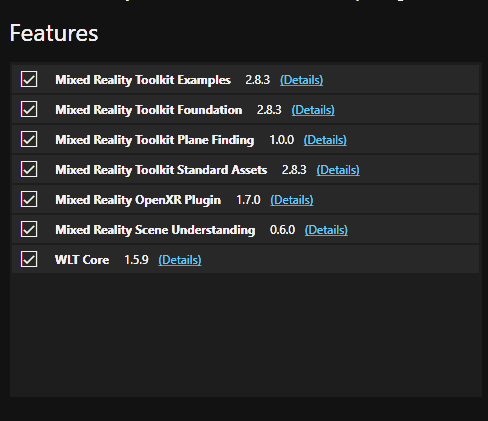 Features
Mixed Reality Toolkit Examples 2.8.3 (Details)
Mixed Reality Toolkit Foundation 2.8.3 (Details)
Mixed Reality Toolkit Plane Finding 1.0.0 (Details)
Mixed Reality Toolkit Standard Assets 2.8.3 (Details)
Mixed Reality OpenXR Plugin 1.7.0 (Details)
Mixed Reality Scene Understanding 0.6.0 (Details)
WLT Core 1.5.9 (Details)